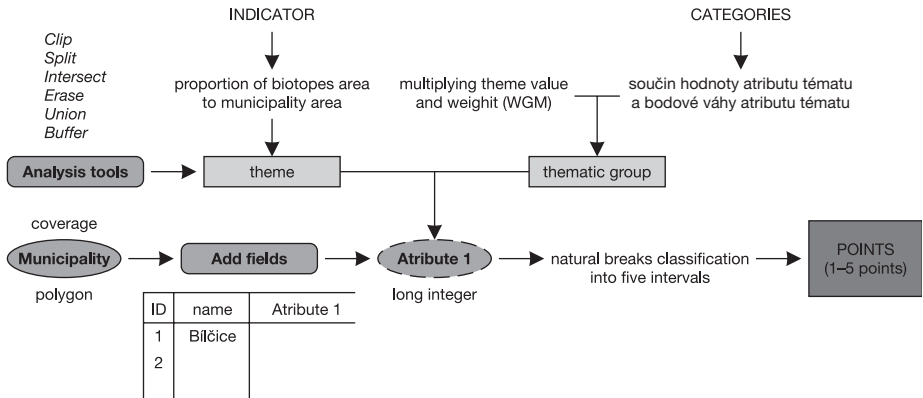 INDICATOR
CATEGORIES
Clip
Split
Intersect
Erase
Union
Buffer
proportion of biotopes area
to municipality area
multiplying theme value
and weighit (WGM)
součin hodnoty atributu tématu
a bodové váhy atributu tématu
Analysis tools
theme
thematic group
coverage
Municipality
polygon
Add fields
Atribute 1
long integer
natural breaks classification
into five intervals
POINTS
(1–5 points)
ID name Atribute 1
1 Bílčice
2